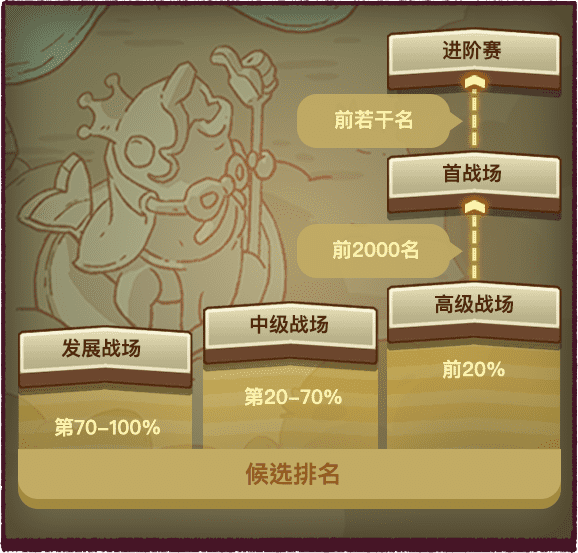 进阶赛
前若干名
首战场
前2000名
高级战场
中级战场
发展战场
前20%
第20-70%
第70-100%
候选排名